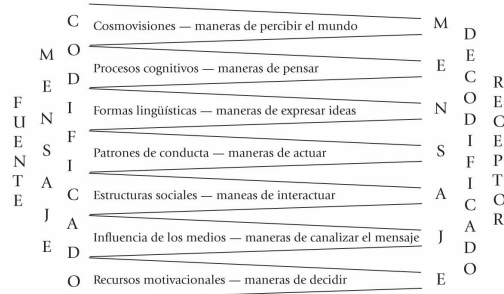 FUENTE
MENSAJE
CODIFICADO
Cosmovisiones — maneras de percibir el mundo
Procesos cognitivos — maneras de pensar
Formas lingüísticas — maneras de expresar ideas
Patrones de conducta — maneras de actuar
Estructuras sociales — maneas de interactuar
Influencia de los medios — maneras de canalizar el mensaje
Recursos motivacionales — maneras de decidir
MENSAJE
DECODIFICADO
RECEPTOR